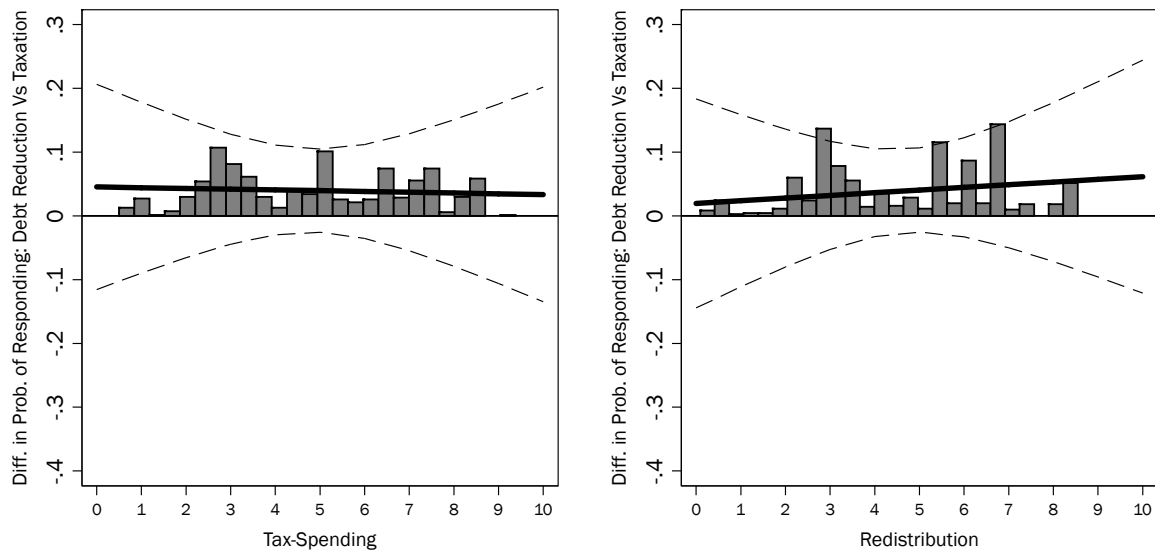 Diff. in Prob. of Responding: Debt Reduction Vs Taxation
.3
.2
.1
0
-.1
-.2
-.3
-.4
0 1 2 3 4 5 6 7 8 9 10
Tax-Spending
Diff. in Prob. of Responding: Debt Reduction Vs Taxation
.3
.2
.1
0
-.1
-.2
-.3
-.4
0 1 2 3 4 5 6 7 8 9 10
Redistribution